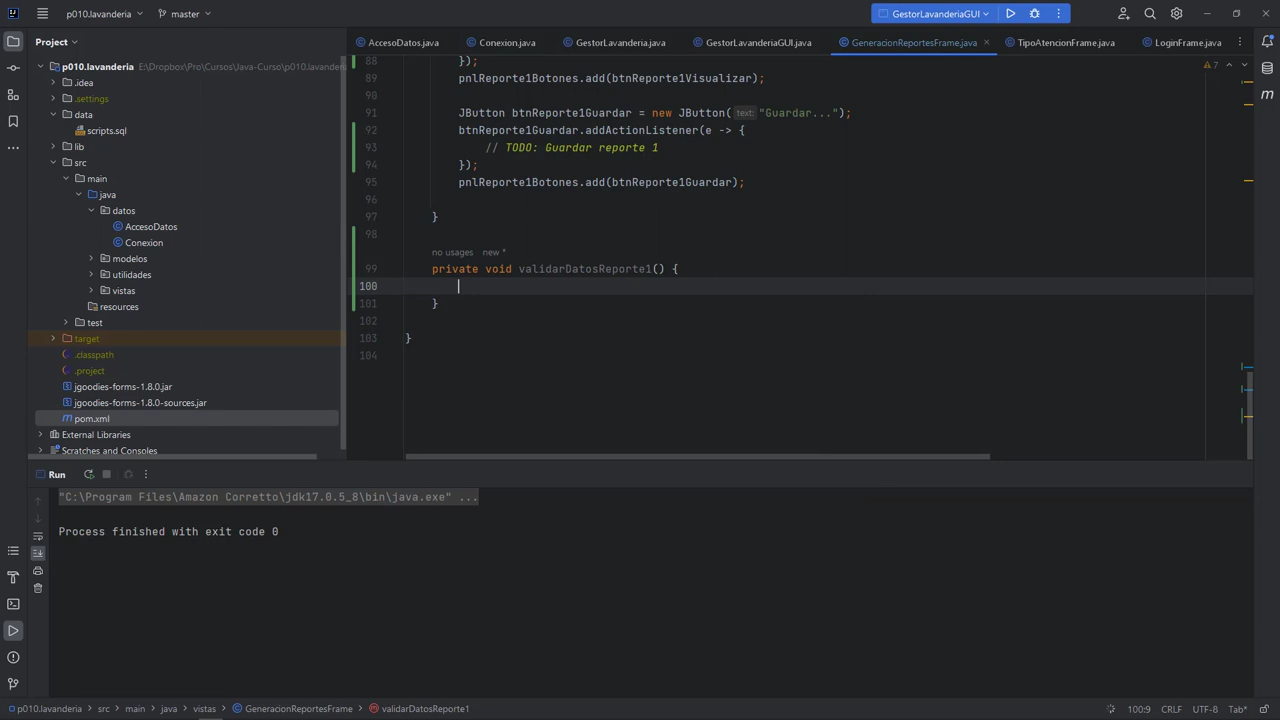 p010.lavanderia
master
GestorLavanderiaGUI
Project
AccesoDatos.java
Conexion.java
GestorLavanderia.java
GestorLavanderiaGUI.java
GeneracionReportesFrame.java
TipoAtencionFrame.java
LoginFrame.java
p010.lavanderia E:\Dropbox\Pro\Cursos\Java-Curso\p010.lavanderia
.idea
.settings
data
scripts.sql
lib
src
main
java
datos
AccesoDatos
Conexion
modelos
utilidades
vistas
resources
test
target
.classpath
.project
jgoodies-forms-1.8.0.jar
jgoodies-forms-1.8.0-sources.jar
pom.xml
External Libraries
Scratches and Consoles
7
88 });
89 pnlReporte1Botones.add(btnReporte1Visualizar);
90
91 JButton btnReporte1Guardar = new JButton( text: "Guardar...");
92 btnReporte1Guardar.addActionListener(e -> {
93 // TODO: Guardar reporte 1
94 });
95 pnlReporte1Botones.add(btnReporte1Guardar);
96
97 }
98
no usages new *
99 private void validarDatosReporte1() {
100
101 }
102
103 }
104
Run
"C:\Program Files\Amazon Corretto\jdk17.0.5_8\bin\java.exe" ...
Process finished with exit code 0
p010.lavanderia > src > main > java > vistas > GeneracionReportesFrame > validarDatosReporte1
100:9 CRLF UTF-8 Tab*